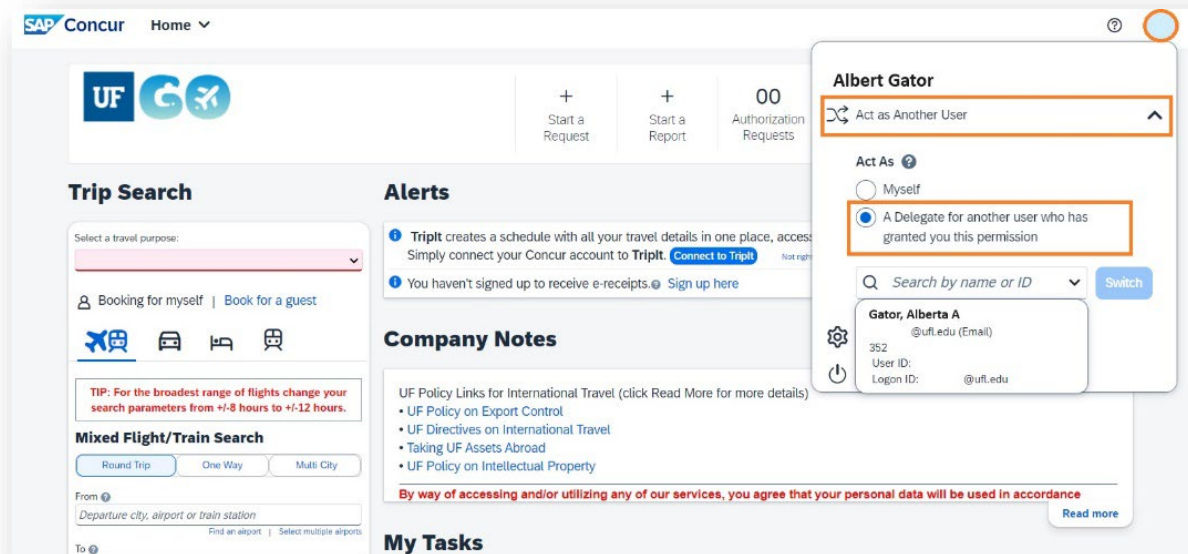 SAP Concur Home
UF
+ Start a Request
+ Start a Report
00 Authorization Requests
Albert Gator
Act as Another User
Act As
Myself
A Delegate for another user who has
granted you this permission
Search by name or ID
Switch
Gator, Alberta A
@ufl.edu (Email)
352
User ID:
Logon ID: @ufl.edu
Trip Search
Select a travel purpose:
Booking for myself | Book for a guest
TIP: For the broadest range of flights change your
search parameters from +/-8 hours to +/-12 hours.
Mixed Flight/Train Search
Round Trip One Way Multi City
From
Departure city, airport or train station
Find an airport | Select multiple airports
To
Alerts
TripIt creates a schedule with all your travel details in one place, access
Simply connect your Concur account to TripIt. Connect to TripIt Not righ
You haven't signed up to receive e-receipts. Sign up here
Company Notes
UF Policy Links for International Travel (click Read More for more details)
• UF Policy on Export Control
• UF Directives on International Travel
• Taking UF Assets Abroad
• UF Policy on Intellectual Property
By way of accessing and/or utilizing any of our services, you agree that your personal data will be used in accordance
Read more
My Tasks